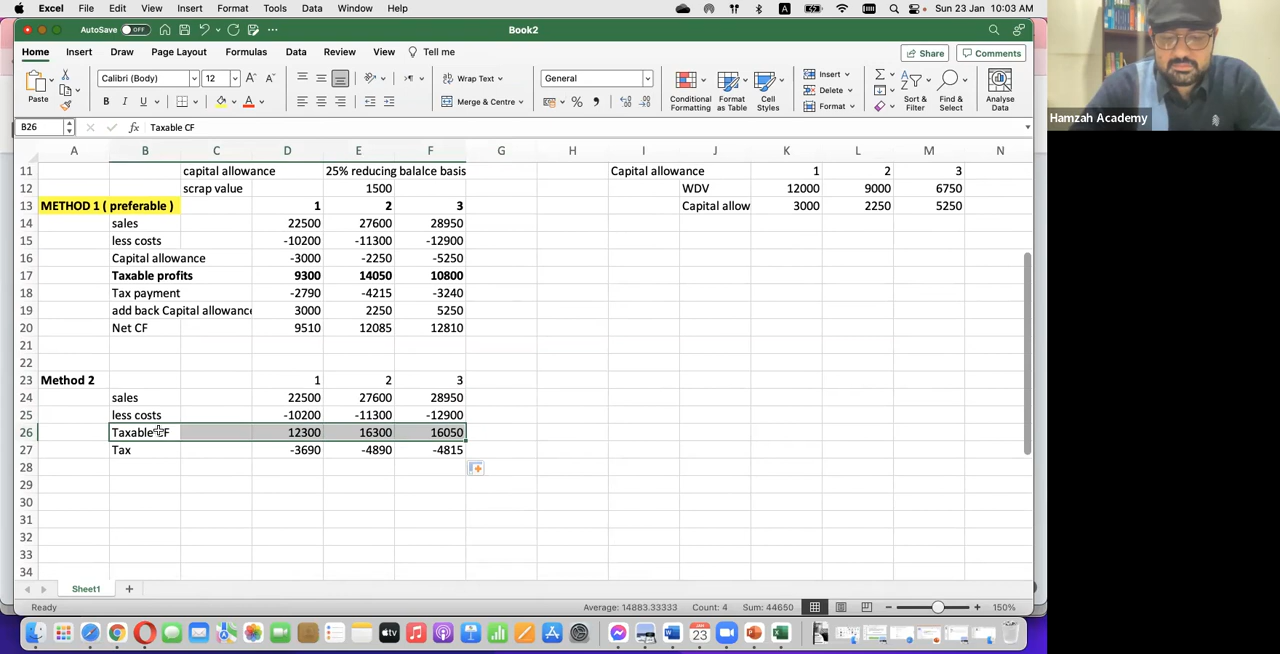 Excel File Edit View Insert Format Tools Data Window Help A Sun 23 Jan 10:03 AM
AutoSave OFF Book2
Home Insert Draw Page Layout Formulas Data Review View Tell me Share Comments
Paste Calibri (Body) 12 A A Wrap Text General Conditional Formatting Format as Table Cell Styles Insert Sort & Filter Find & Select Analyse Data
Delete
B I U A Merge & Centre % Format
B26 fx Taxable CF
A B C D E F G H I J K L M N
11 capital allowance 25% reducing balalce basis Capital allowance 1 2 3
12 scrap value 1500 WDV 12000 9000 6750
13 METHOD 1 ( preferable ) 1 2 3 Capital allow 3000 2250 5250
14 sales 22500 27600 28950
15 less costs -10200 -11300 -12900
16 Capital allowance -3000 -2250 -5250
17 Taxable profits 9300 14050 10800
18 Tax payment -2790 -4215 -3240
19 add back Capital allowance 3000 2250 5250
20 Net CF 9510 12085 12810
21
22
23 Method 2 1 2 3
24 sales 22500 27600 28950
25 less costs -10200 -11300 -12900
26 Taxable CF 12300 16300 16050
27 Tax -3690 -4890 -4815
28
29
30
31
32
33
34
Sheet1
Ready Average: 14883.33333 Count: 4 Sum: 44650 150%
Hamzah Academy